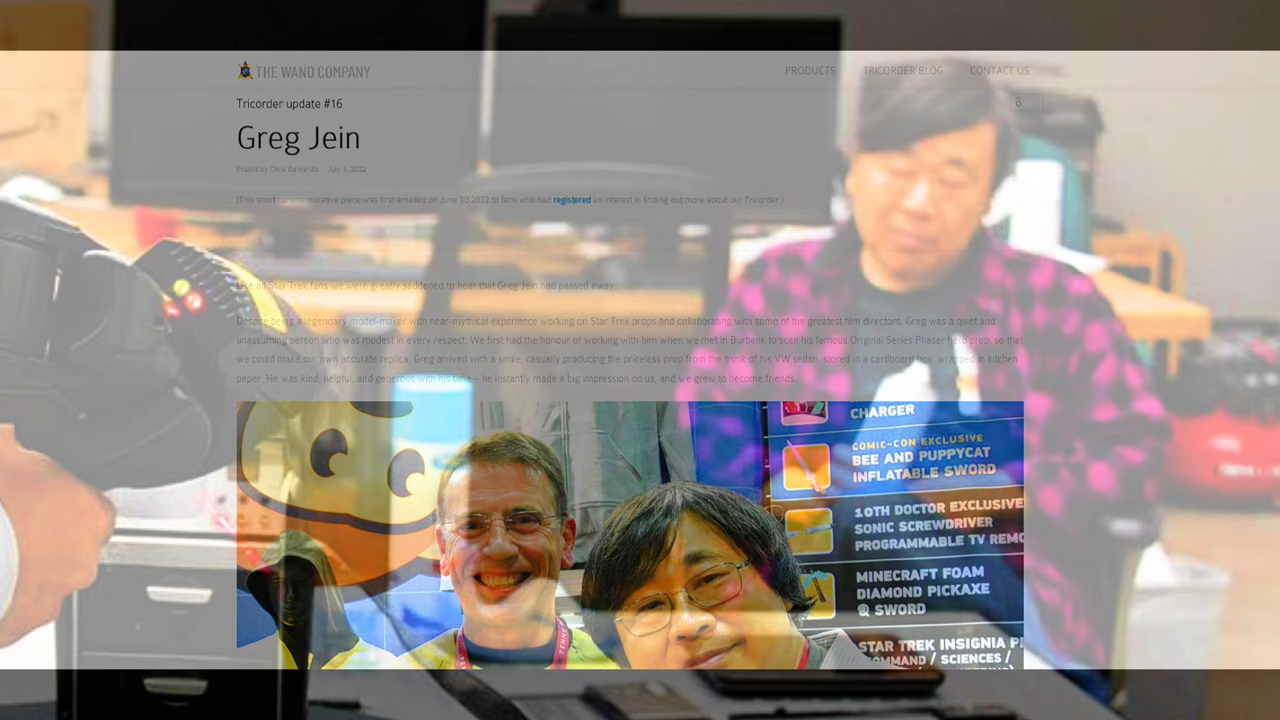 THE WAND COMPANY
PRODUCTS TRICORDER BLOG CONTACT US
Tricorder update #16
6
Greg Jein
Posted by Chris Barnardo July 1, 2022
(This short commemorative piece was first emailed on June 30 2022 to fans who had registered an interest in finding out more about our Tricorder.)
Like all Star Trek fans we were greatly saddened to hear that Greg Jein had passed away.
Despite being a legendary model-maker with near-mythical experience working on Star Trek props and collaborating with some of the greatest film directors, Greg was a quiet and
unassuming person who was modest in every respect. We first had the honour of working with him when we met in Burbank to scan his famous Original Series Phaser hero prop, so that
we could make our own accurate replica. Greg arrived with a smile, casually producing the priceless prop from the trunk of his VW sedan, stored in a cardboard box, wrapped in kitchen
paper. He was kind, helpful, and generous with his time – he instantly made a big impression on us, and we grew to become friends.
CHARGER
COMIC-CON EXCLUSIVE
BEE AND PUPPYCAT
INFLATABLE SWORD
10TH DOCTOR EXCLUSIVE
SONIC SCREWDRIVER
PROGRAMMABLE TV REMO
MINECRAFT FOAM
DIAMOND PICKAXE
& SWORD
STAR TREK INSIGNIA PI
COMMAND / SCIENCES /